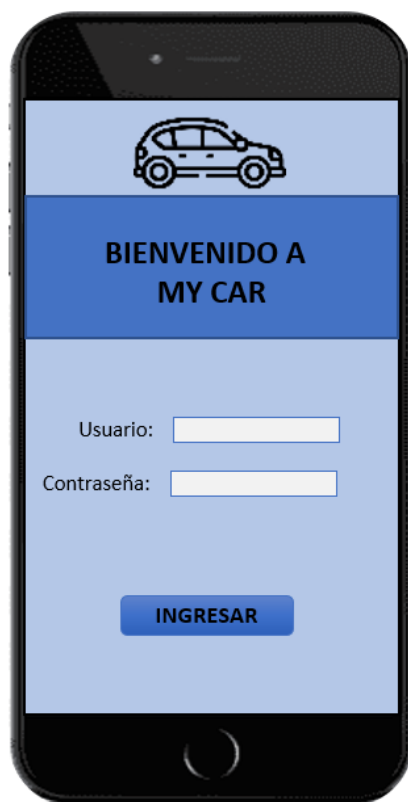 BIENVENIDO A
MY CAR
Usuario:
Contraseña:
INGRESAR